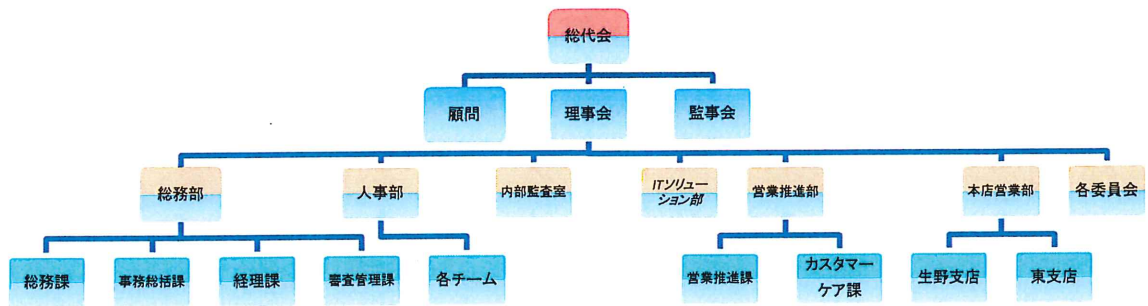 総代会
顧問
理事会
監事会
総務部
人事部
内部監査室
ITソリュー
ション部
営業推進部
本店営業部
各委員会
総務課
事務総括課
経理課
審査管理課
各チーム
営業推進課
カスタマー
ケア課
生野支店
東支店